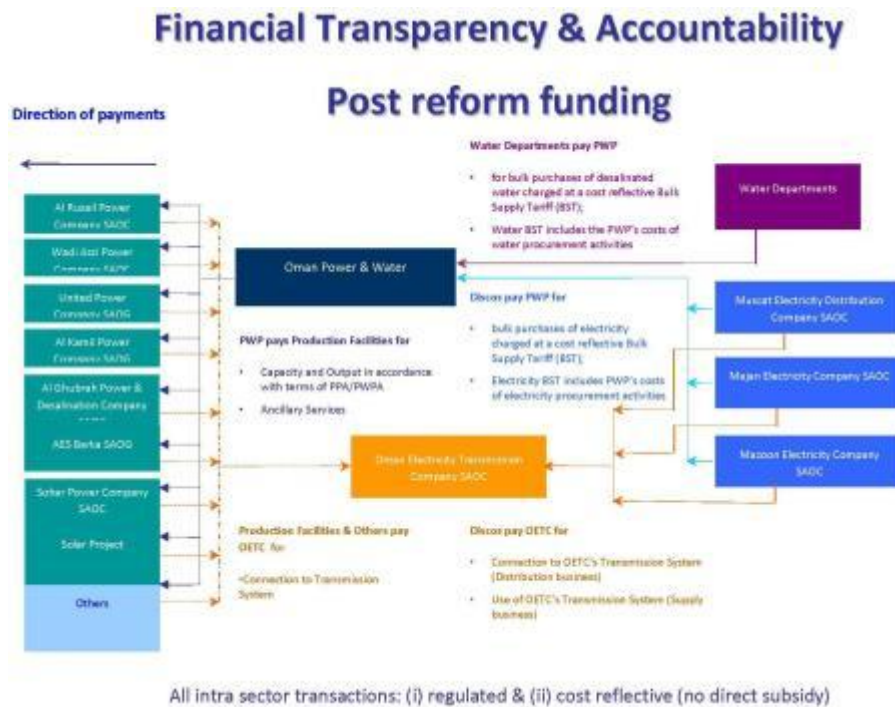 Financial Transparency & Accountability
Post reform funding
Direction of payments
Water Departments pay PWP
• for bulk purchases of desalinated
water charged at a cost reflective Bulk
Supply Tariff (BST);
• Water BST includes the PWP's costs of
water procurement activities
Water Departments
Al Rusail Power
Company SAOC
Wadi Jizzi Power
Company SAOC
United Power
Company SAOG
Al Kamil Power
Company SAOG
Al Ghubrah Power &
Desalination Company
AES Barka SAOG
Sohar Power Company
SAOC
Solar Project
Others
Oman Power & Water
PWP pays Production Facilities for
• Capacity and Output in accordance
with terms of PPA/PWPA
• Ancillary Services
Discos pay PWP for
• bulk purchases of electricity
charged at a cost reflective Bulk
Supply Tariff (BST);
• Electricity BST includes PWP's costs
of electricity procurement activities
Muscat Electricity Distribution
Company SAOC
Majan Electricity Company SAOC
Mazoon Electricity Company
SAOC
Oman Electricity Transmission
Company SAOC
Production Facilities & Others pay
OETC for
•Connection to Transmission
System
Discos pay OETC for
• Connection to OETC's Transmission System
(Distribution business)
• Use of OETC's Transmission System (Supply
business)
All intra sector transactions: (i) regulated & (ii) cost reflective (no direct subsidy)